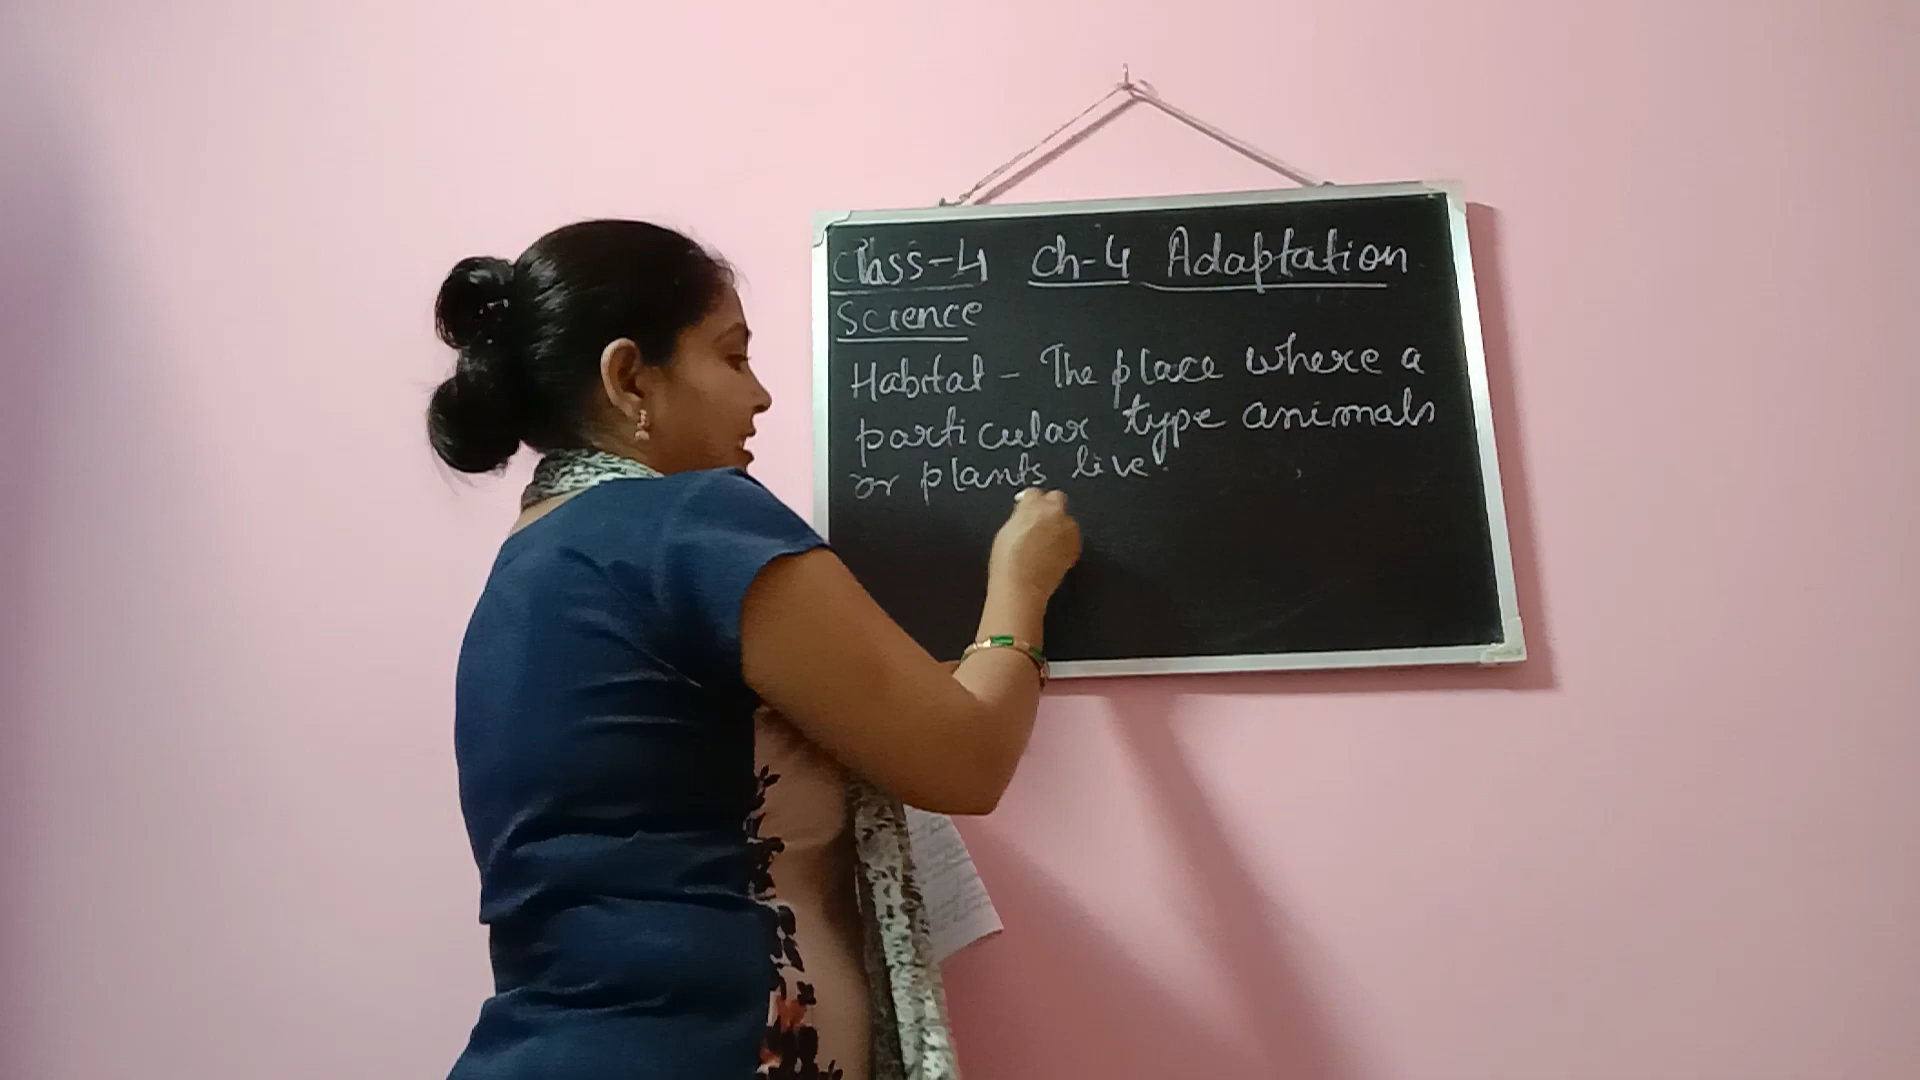 Class-4 Ch-4 Adaptation
Science
Habitat - The place where a
particular type animals
or plants live.